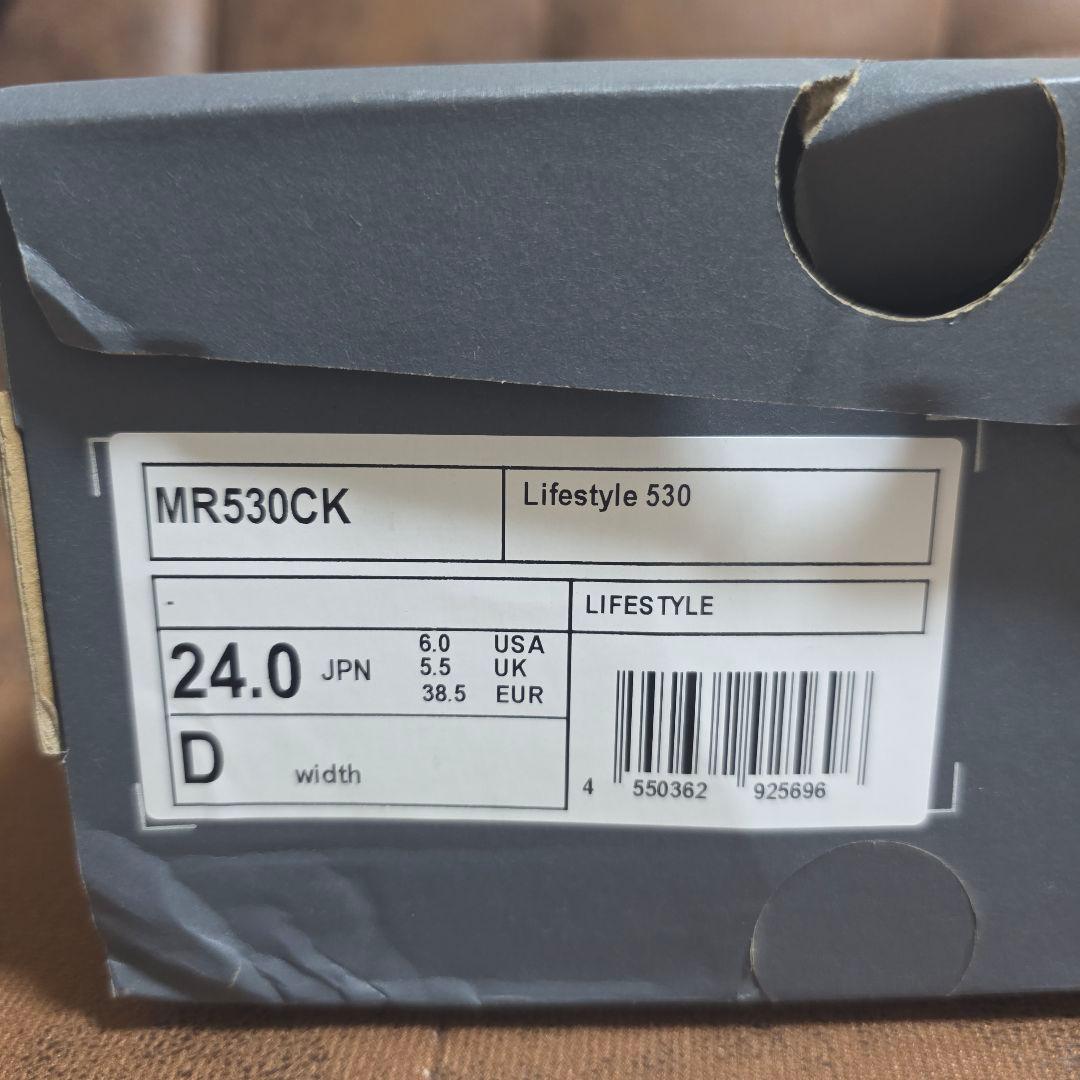 MR530CK
Lifestyle 530
-
LIFESTYLE
24.0 JPN
6.0 USA
5.5 UK
38.5 EUR
D width
4 550362 925696